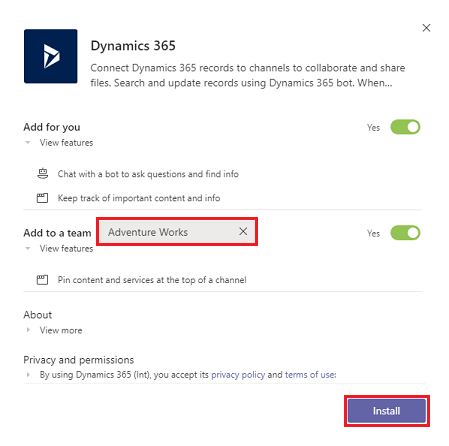 Dynamics 365
Connect Dynamics 365 records to channels to collaborate and share
files. Search and update records using Dynamics 365 bot. When...
Add for you
Yes
View features
Chat with a bot to ask questions and find info
Keep track of important content and info
Add to a team Adventure Works
Yes
View features
Pin content and services at the top of a channel
About
View more
Privacy and permissions
By using Dynamics 365 (Int), you accept its privacy policy and terms of use:
Install